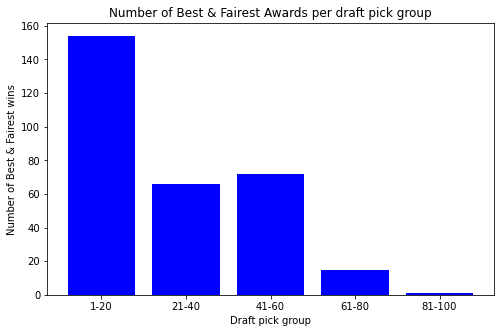 Number of Best & Fairest Awards per draft pick group
Number of Best & Fairest wins
160
140
120
100
80
60
40
20
0
1-20 21-40 41-60 61-80 81-100
Draft pick group